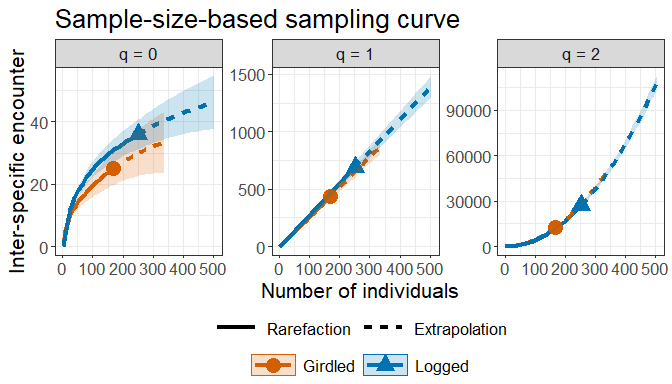 Sample-size-based sampling curve
q = 0
q = 1
q = 2
Inter-specific encounter
40
20
0
1500
1000
500
0
90000
60000
30000
0
0 100 200 300 400 500
0 100 200 300 400 500
0 100 200 300 400 500
Number of individuals
Rarefaction Extrapolation
Girdled Logged